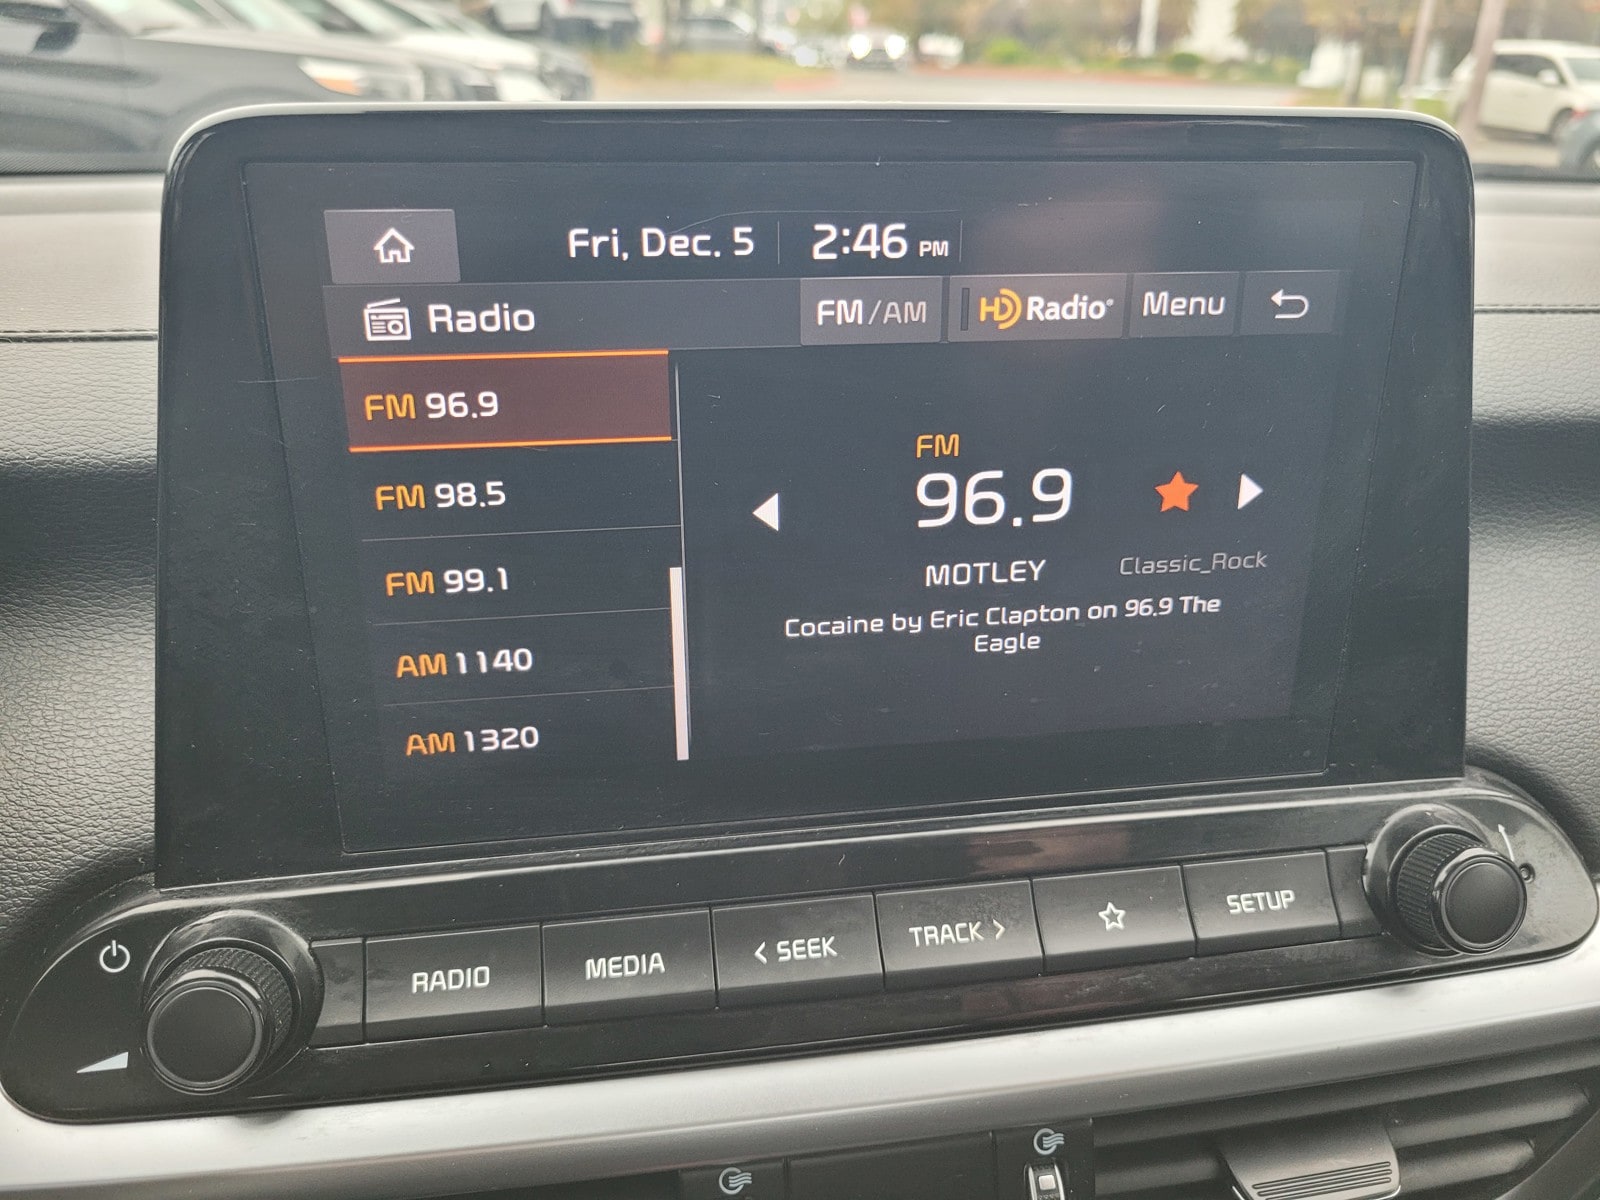 Fri, Dec. 5 2:46 PM
Radio FM/AM HD Radio® Menu
FM 96.9
FM 98.5
FM 99.1
AM 1140
AM 1320
FM
96.9
MOTLEY Classic_Rock
Cocaine by Eric Clapton on 96.9 The
Eagle
RADIO MEDIA < SEEK TRACK > SETUP